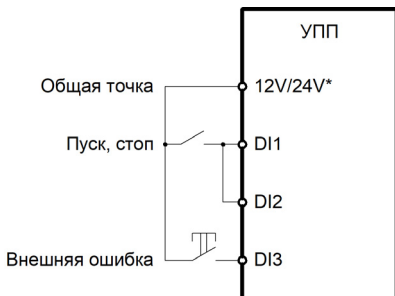 УПП
Общая точка 12V/24V*
Пуск, стоп DI1
DI2
Внешняя ошибка DI3